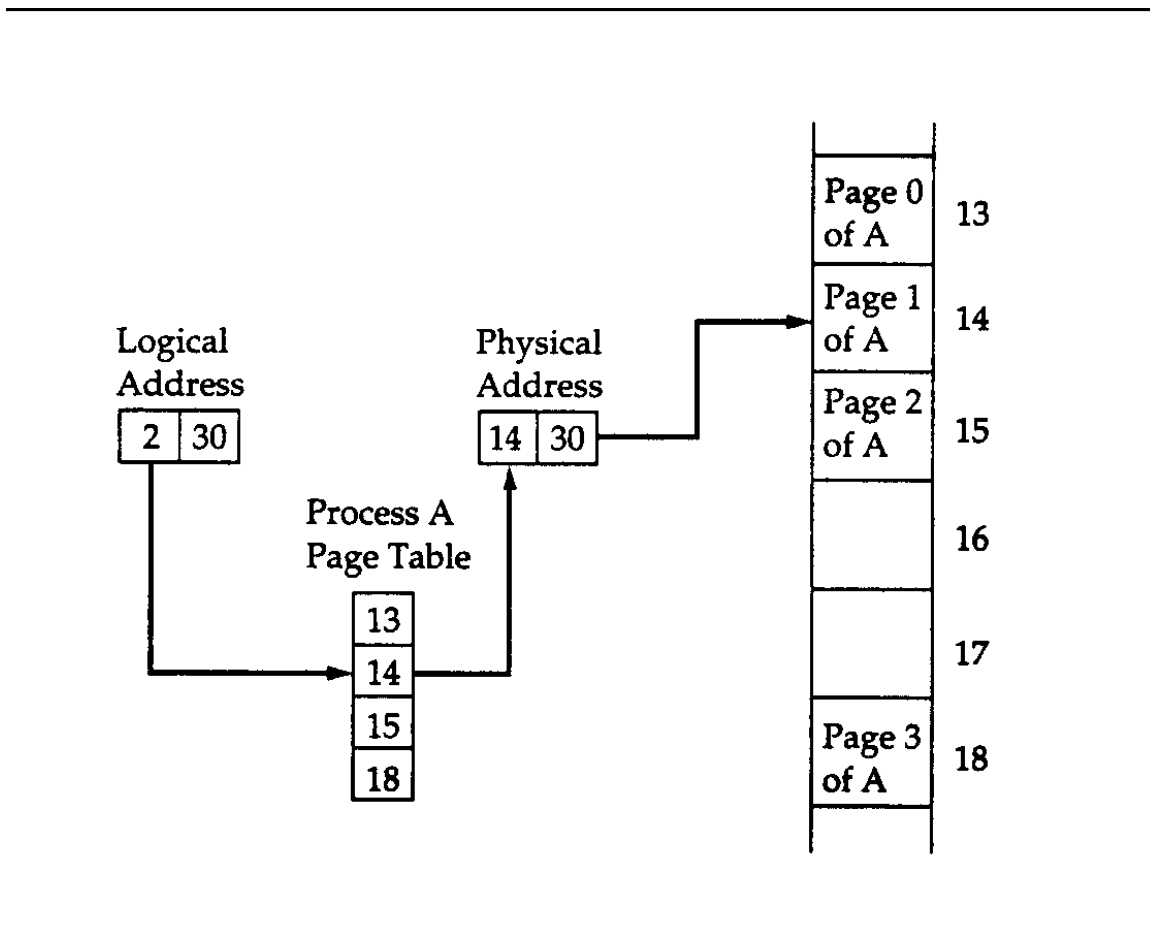 Logical
Address
2 30
Process A
Page Table
13
14
15
18
Physical
Address
14 30
Page 0
of A
13
Page 1
of A
14
Page 2
of A
15
16
17
Page 3
of A
18